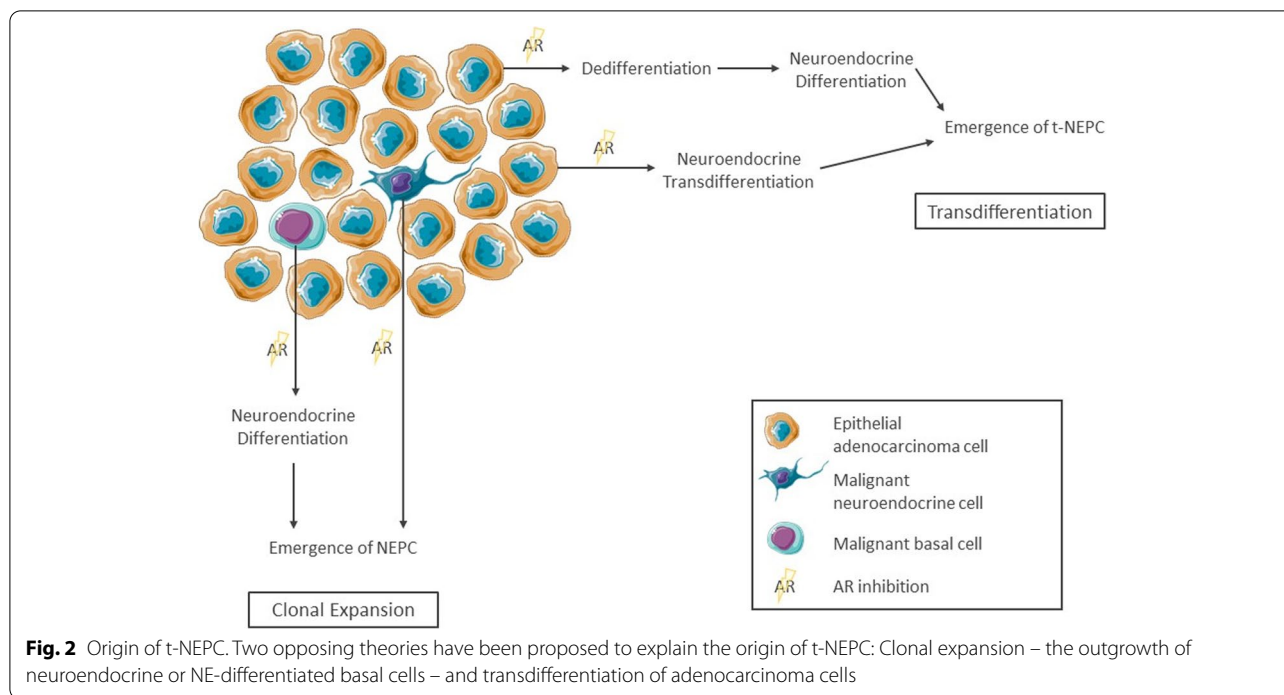 AR
Dedifferentiation
Neuroendocrine
Differentiation
Emergence of t-NEPC
AR
Neuroendocrine
Transdifferentiation
Transdifferentiation
AR
AR
Neuroendocrine
Differentiation
Emergence of NEPC
Clonal Expansion
Epithelial
adenocarcinoma cell
Malignant
neuroendocrine cell
Malignant basal cell
AR
AR inhibition
Fig. 2 Origin of t-NEPC. Two opposing theories have been proposed to explain the origin of t-NEPC: Clonal expansion – the outgrowth of
neuroendocrine or NE-differentiated basal cells – and transdifferentiation of adenocarcinoma cells